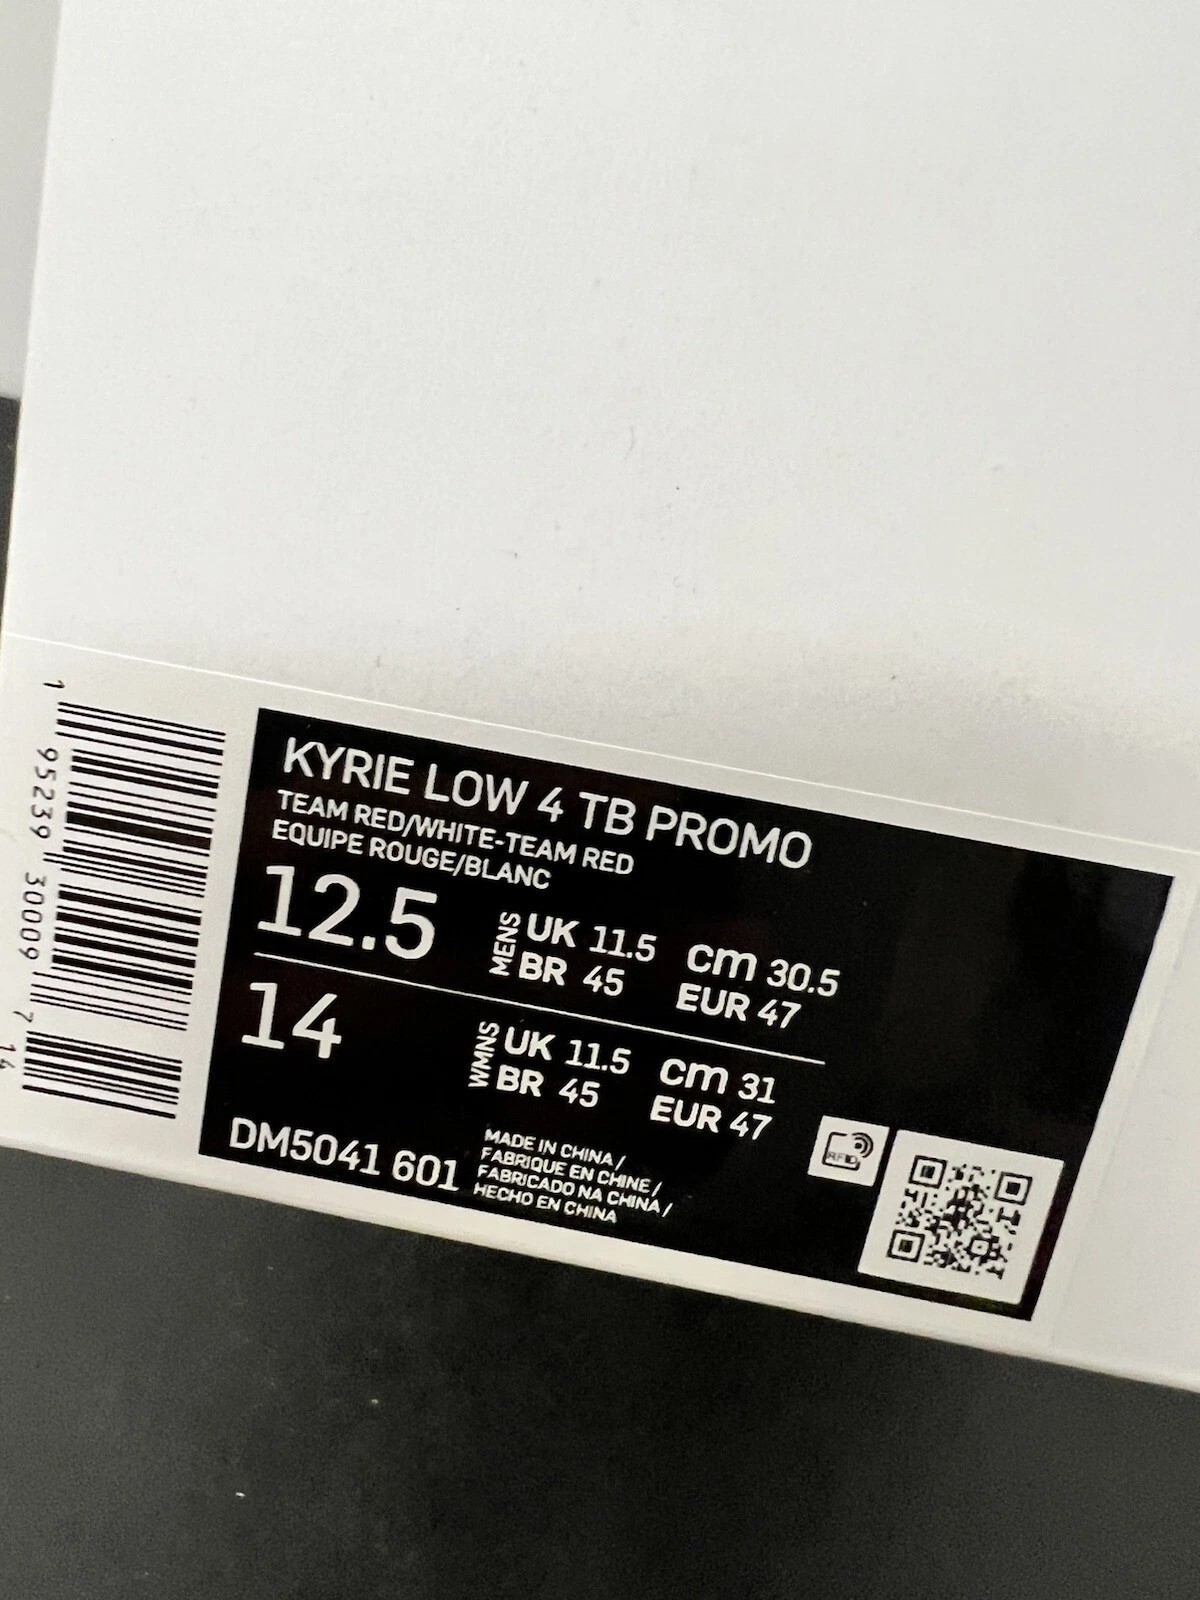 KYRIE LOW 4 TB PROMO
TEAM RED/WHITE-TEAM RED
EQUIPE ROUGE/BLANC
12.5
MENS
UK 11.5 cm 30.5
BR 45 EUR 47
14
WMNS
UK 11.5 cm 31
BR 45 EUR 47
DM5041 601
MADE IN CHINA /
FABRIQUE EN CHINE /
FABRICADO NA CHINA /
HECHO EN CHINA
RFID
1 95239 30009 7 14